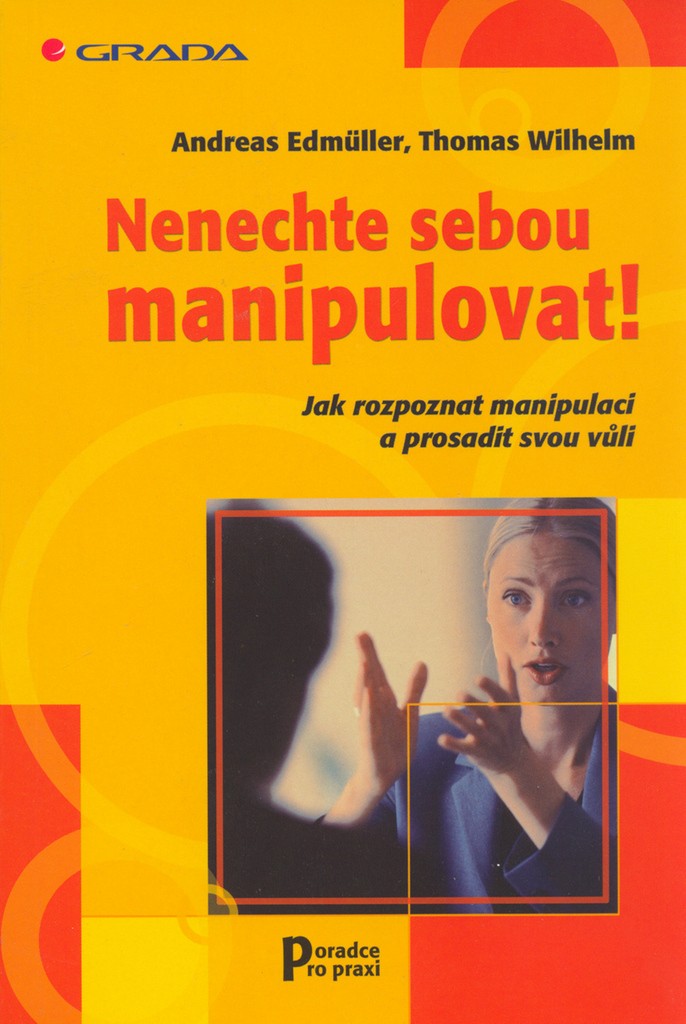 GRADA
Andreas Edmüller, Thomas Wilhelm
Nenechte sebou
manipulovat!
Jak rozpoznat manipulaci
a prosadit svou vůli
Poradce
Pro praxi